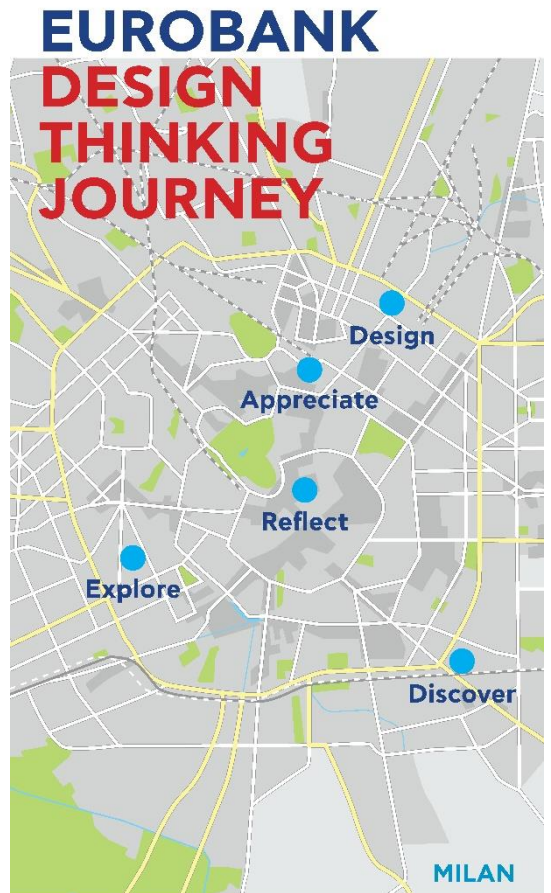 EUROBANK
DESIGN
THINKING
JOURNEY
Design
Appreciate
Reflect
Explore
Discover
MILAN